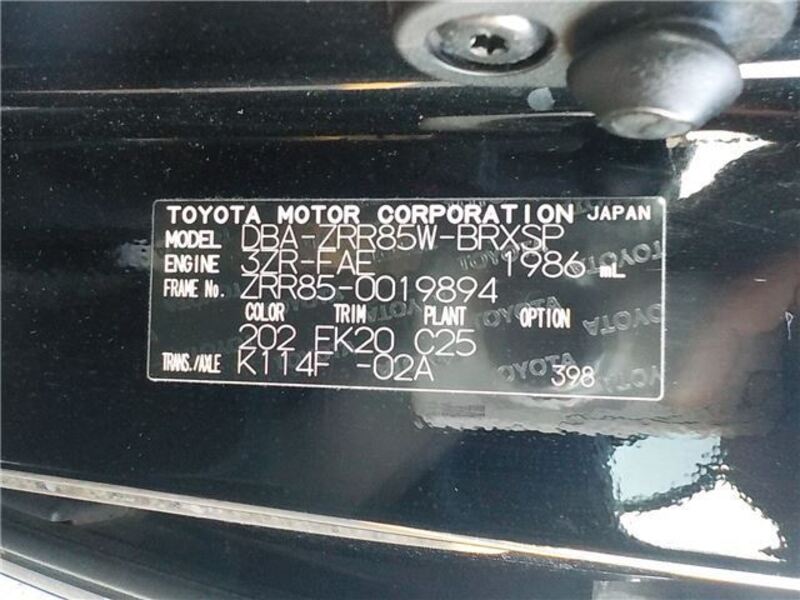 TOYOTA MOTOR CORPORATION JAPAN
MODEL DBA-ZRR85W-BRXSP
ENGINE 3ZR-FAE 1986 mL
FRAME No. ZRR85-0019894
COLOR TRIM PLANT OPTION
202 FK20 C25
TRANS./AXLE K114F -02A 398